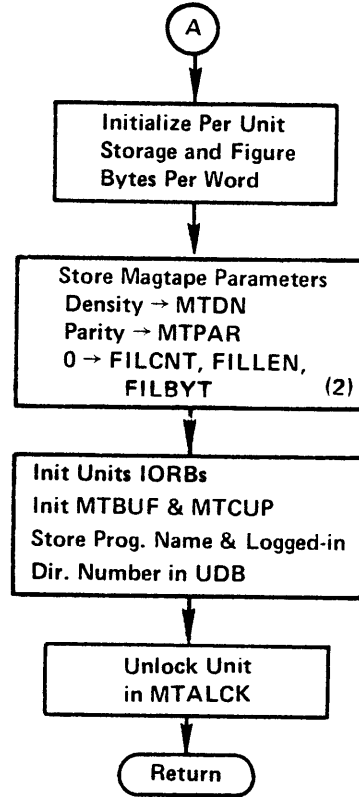 A
Initialize Per Unit
Storage and Figure
Bytes Per Word
Store Magtape Parameters
Density → MTDN
Parity → MTPAR
0 → FILCNT, FILLEN,
FILBYT (2)
Init Units IORBs
Init MTBUF & MTCUP
Store Prog. Name & Logged-in
Dir. Number in UDB
Unlock Unit
in MTALCK
Return